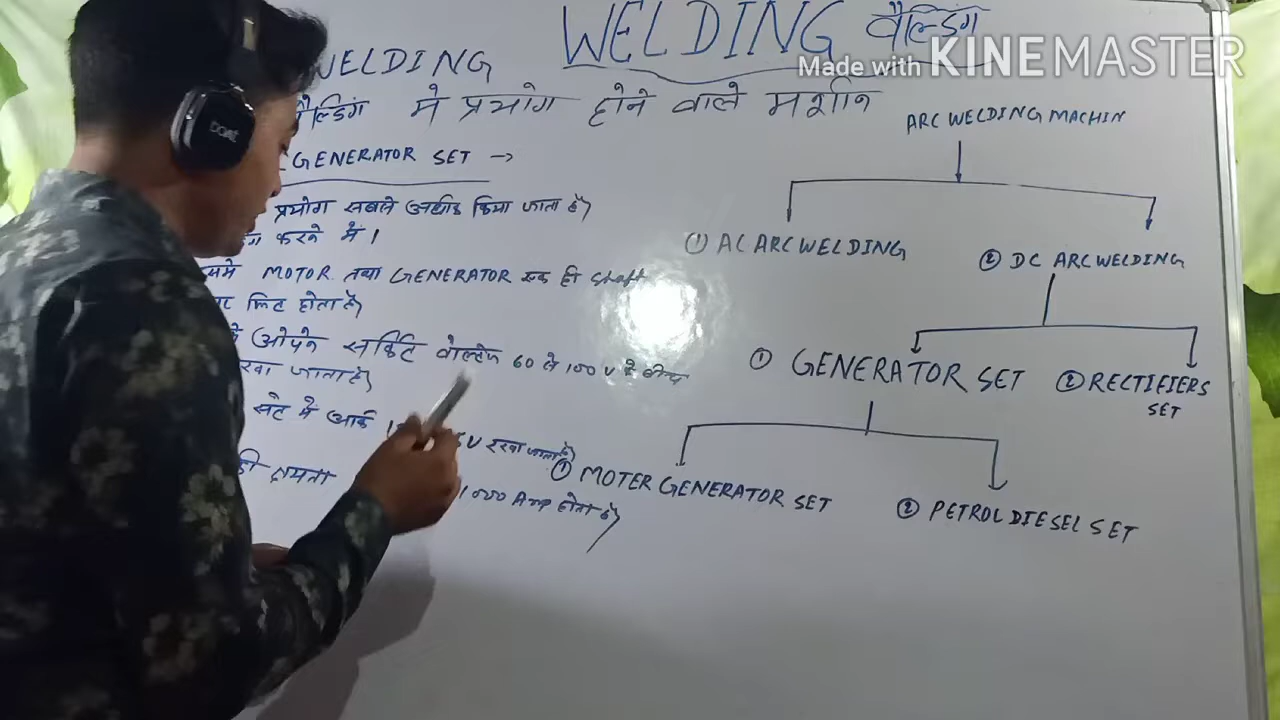 WELDING वैल्डिंग
Made with KINEMASTER
WELDING
में प्रयोग होने वाले मशीन
GENERATOR SET →
प्रयोग सबसे अधिक किया जाता है
करने में।
MOTOR तथा GENERATOR एक ही Shaft
फिट होता है
ओपेन सर्किट वोल्टेज 60 से 100 V के बीच
रखा जाता है
सेट में आर्क
V रखा जाता है
की क्षमता
1000 Amp होता है
ARC WELDING MACHIN
① AC ARC WELDING
② DC ARC WELDING
① GENERATOR SET
② RECTIFIERS
SET
① MOTER GENERATOR SET
② PETROL DIESEL SET
boat